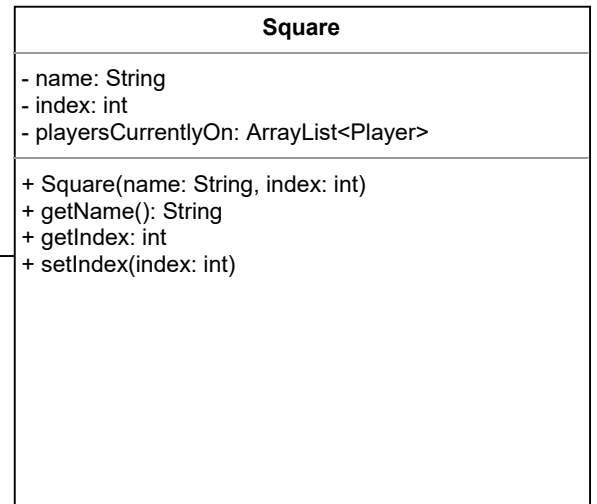 Square
- name: String
- index: int
- playersCurrentlyOn: ArrayList<Player>
+ Square(name: String, index: int)
+ getName(): String
+ getIndex: int
+ setIndex(index: int)